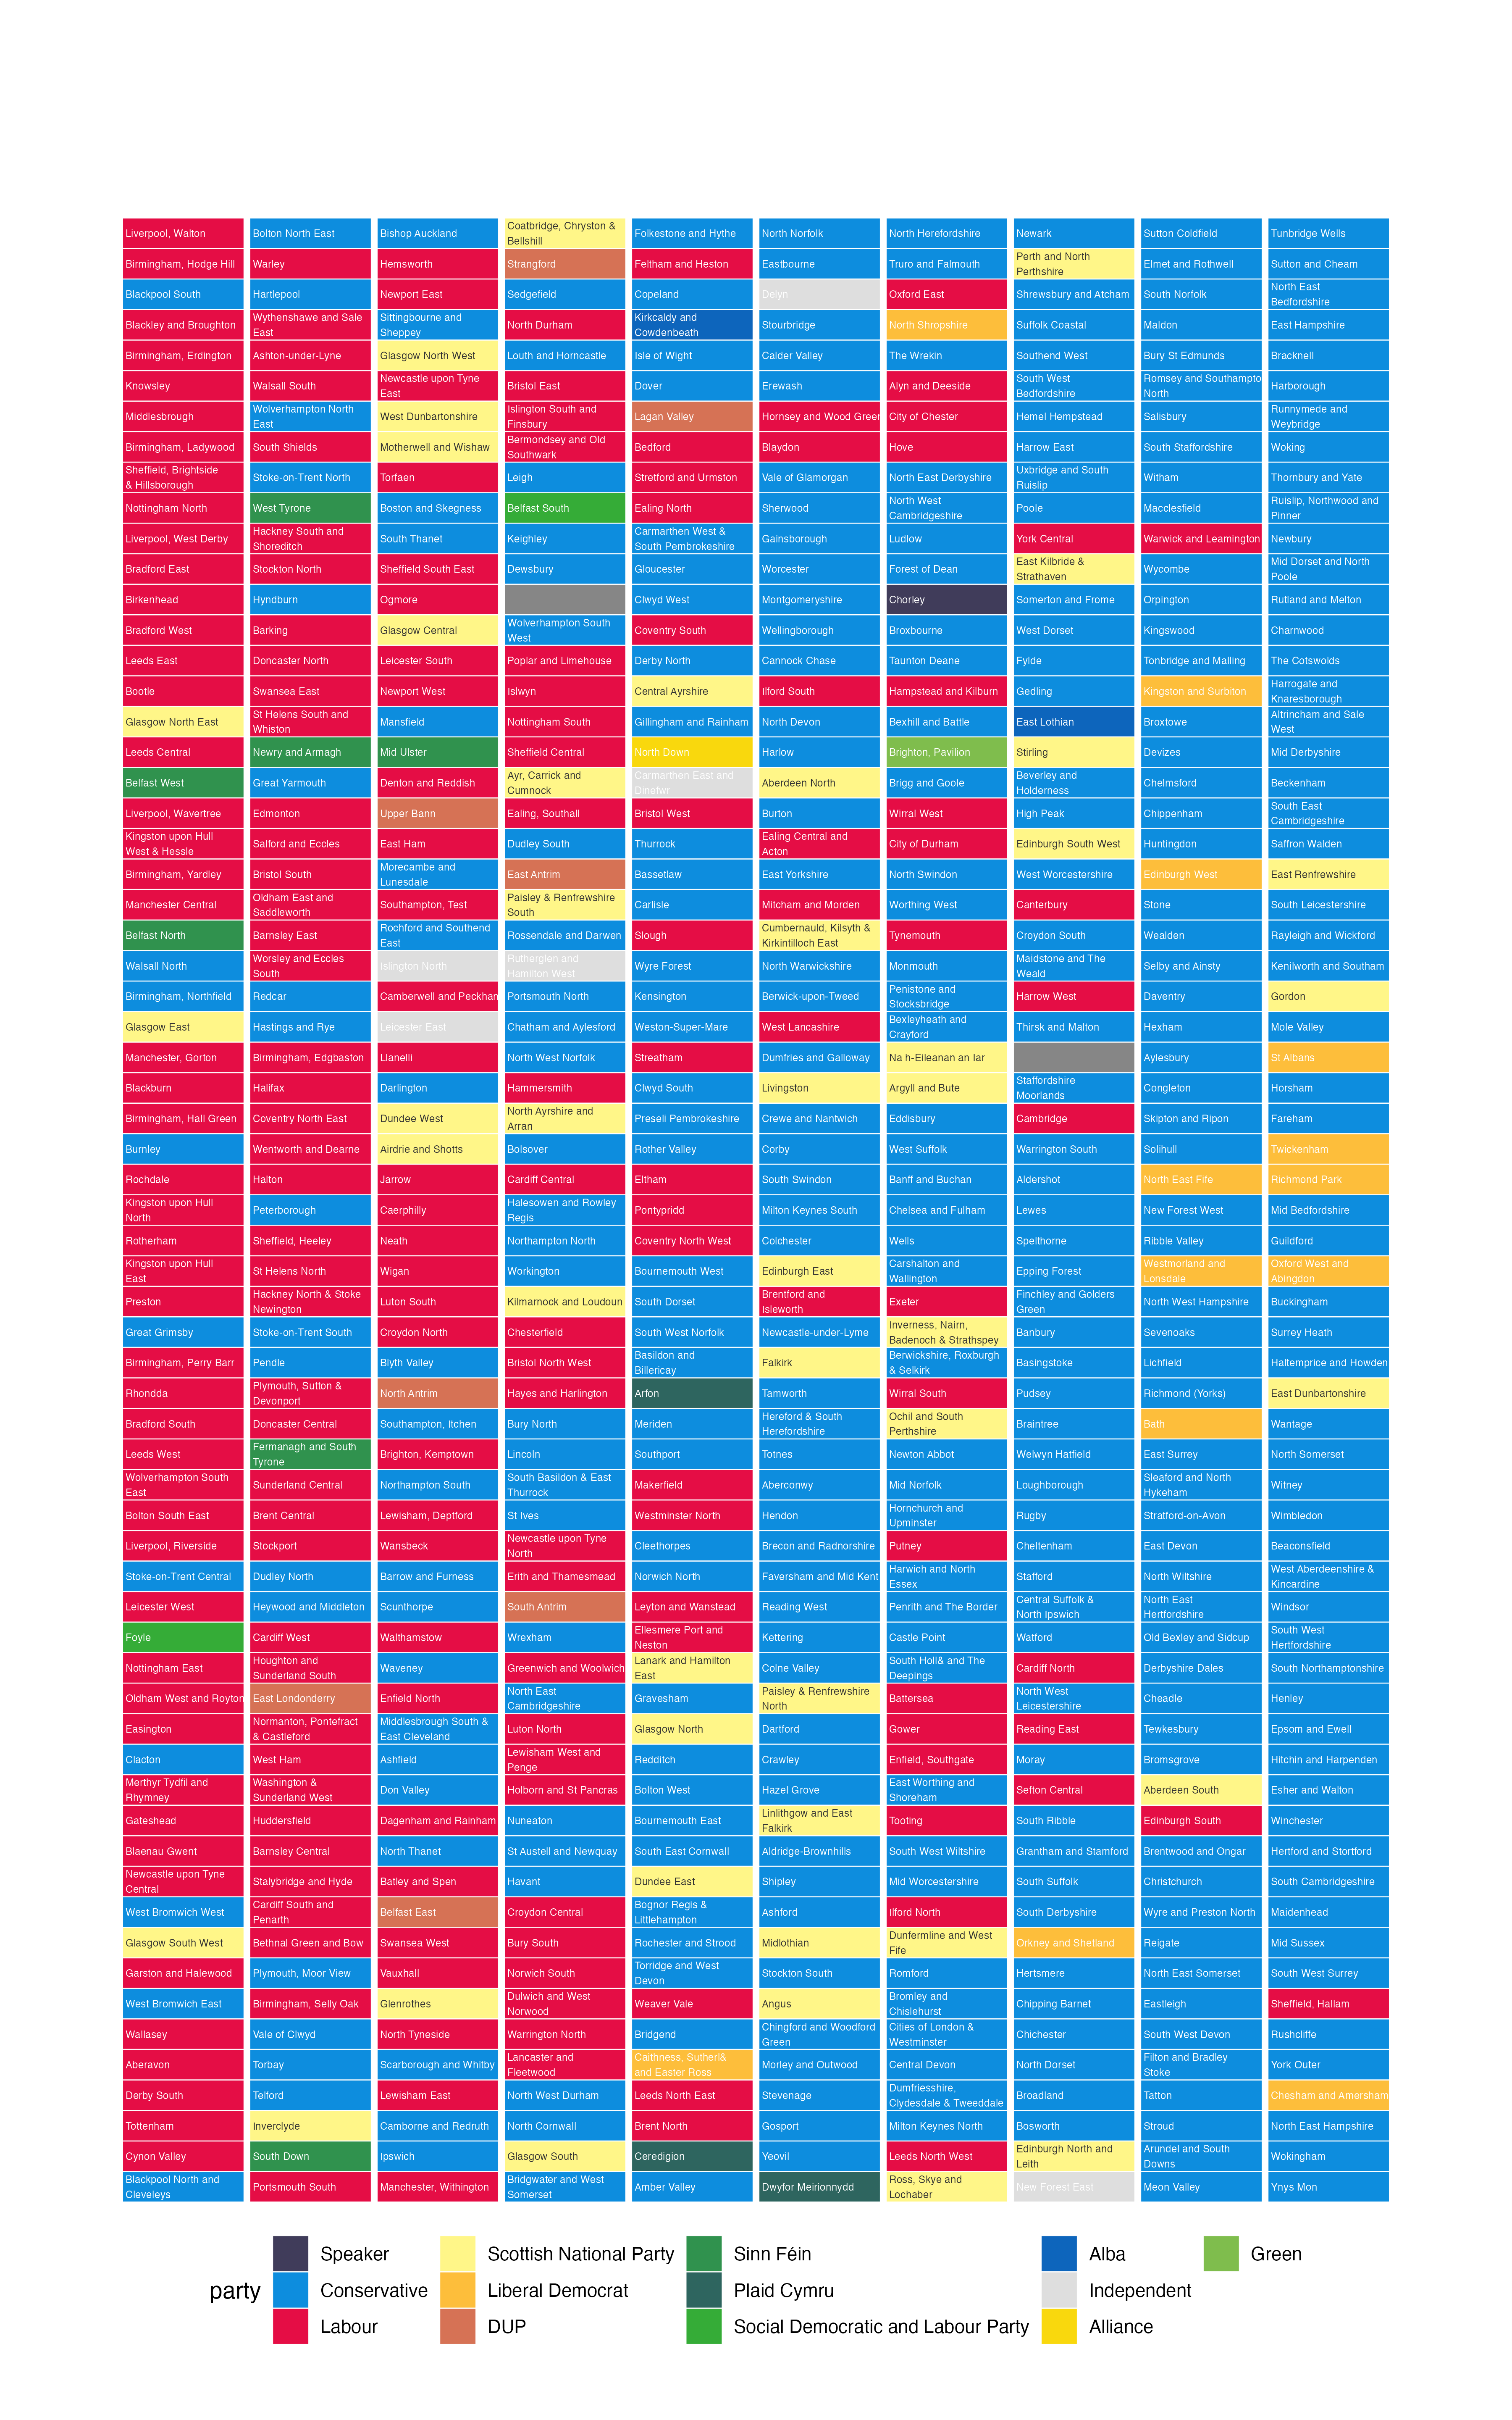 Liverpool, Walton
Birmingham, Hodge Hill
Blackpool South
Blackley and Broughton
Birmingham, Erdington
Knowsley
Middlesbrough
Birmingham, Ladywood
Sheffield, Brightside
& Hillsborough
Nottingham North
Liverpool, West Derby
Bradford East
Birkenhead
Bradford West
Leeds East
Bootle
Glasgow North East
Leeds Central
Belfast West
Liverpool, Wavertree
Kingston upon Hull
West & Hessle
Birmingham, Yardley
Manchester Central
Belfast North
Walsall North
Birmingham, Northfield
Glasgow East
Manchester, Gorton
Blackburn
Birmingham, Hall Green
Burnley
Rochdale
Kingston upon Hull
North
Rotherham
Kingston upon Hull
East
Preston
Great Grimsby
Birmingham, Perry Barr
Rhondda
Bradford South
Leeds West
Wolverhampton South
East
Bolton South East
Liverpool, Riverside
Stoke-on-Trent Central
Leicester West
Foyle
Nottingham East
Oldham West and Royton
Easington
Clacton
Merthyr Tydfil and
Rhymney
Gateshead
Blaenau Gwent
Newcastle upon Tyne
Central
West Bromwich West
Glasgow South West
Garston and Halewood
West Bromwich East
Wallasey
Aberavon
Derby South
Tottenham
Cynon Valley
Blackpool North and
Cleveleys
Bolton North East
Warley
Hartlepool
Wythenshawe and Sale
East
Ashton-under-Lyne
Walsall South
Wolverhampton North
East
South Shields
Stoke-on-Trent North
West Tyrone
Hackney South and
Shoreditch
Stockton North
Hyndburn
Barking
Doncaster North
Swansea East
St Helens South and
Whiston
Newry and Armagh
Great Yarmouth
Edmonton
Salford and Eccles
Bristol South
Oldham East and
Saddleworth
Barnsley East
Worsley and Eccles
South
Redcar
Hastings and Rye
Birmingham, Edgbaston
Halifax
Coventry North East
Wentworth and Dearne
Halton
Peterborough
Sheffield, Heeley
St Helens North
Hackney North & Stoke
Newington
Stoke-on-Trent South
Pendle
Plymouth, Sutton &
Devonport
Doncaster Central
Fermanagh and South
Tyrone
Sunderland Central
Brent Central
Stockport
Dudley North
Heywood and Middleton
Cardiff West
Houghton and
Sunderland South
East Londonderry
Normanton, Pontefract
& Castleford
West Ham
Washington &
Sunderland West
Huddersfield
Barnsley Central
Stalybridge and Hyde
Cardiff South and
Penarth
Bethnal Green and Bow
Plymouth, Moor View
Birmingham, Selly Oak
Vale of Clwyd
Torbay
Telford
Inverclyde
South Down
Portsmouth South
Bishop Auckland
Hemsworth
Newport East
Sittingbourne and
Sheppey
Glasgow North West
Newcastle upon Tyne
East
West Dunbartonshire
Motherwell and Wishaw
Torfaen
Boston and Skegness
South Thanet
Sheffield South East
Ogmore
Glasgow Central
Leicester South
Newport West
Mansfield
Mid Ulster
Denton and Reddish
Upper Bann
East Ham
Morecambe and
Lunesdale
Southampton, Test
Rochford and Southend
East
Islington North
Camberwell and Peckham
Leicester East
Llanelli
Darlington
Dundee West
Airdrie and Shotts
Jarrow
Caerphilly
Neath
Wigan
Luton South
Croydon North
Blyth Valley
North Antrim
Southampton, Itchen
Brighton, Kemptown
Northampton South
Lewisham, Deptford
Wansbeck
Barrow and Furness
Scunthorpe
Walthamstow
Waveney
Enfield North
Middlesbrough South &
East Cleveland
Ashfield
Don Valley
Dagenham and Rainham
North Thanet
Batley and Spen
Belfast East
Swansea West
Vauxhall
Glenrothes
North Tyneside
Scarborough and Whitby
Lewisham East
Camborne and Redruth
Ipswich
Manchester, Withington
Coatbridge, Chryston &
Bellshill
Strangford
Sedgefield
North Durham
Louth and Horncastle
Bristol East
Islington South and
Finsbury
Bermondsey and Old
Southwark
Leigh
Belfast South
Keighley
Dewsbury
Wolverhampton South
West
Poplar and Limehouse
Islwyn
Nottingham South
Sheffield Central
Ayr, Carrick and
Cumnock
Ealing, Southall
Dudley South
East Antrim
Paisley & Renfrewshire
South
Rossendale and Darwen
Rutherglen and
Hamilton West
Portsmouth North
Chatham and Aylesford
North West Norfolk
Hammersmith
North Ayrshire and
Arran
Bolsover
Cardiff Central
Halesowen and Rowley
Regis
Northampton North
Workington
Kilmarnock and Loudoun
Chesterfield
Bristol North West
Hayes and Harlington
Bury North
Lincoln
South Basildon & East
Thurrock
St Ives
Newcastle upon Tyne
North
Erith and Thamesmead
South Antrim
Wrexham
Greenwich and Woolwich
North East
Cambridgeshire
Luton North
Lewisham West and
Penge
Holborn and St Pancras
Nuneaton
St Austell and Newquay
Havant
Croydon Central
Bury South
Norwich South
Dulwich and West
Norwood
Warrington North
Lancaster and
Fleetwood
North West Durham
North Cornwall
Glasgow South
Bridgwater and West
Somerset
Folkestone and Hythe
Feltham and Heston
Copeland
Kirkcaldy and
Cowdenbeath
Isle of Wight
Dover
Lagan Valley
Bedford
Stretford and Urmston
Ealing North
Carmarthen West &
South Pembrokeshire
Gloucester
Clwyd West
Coventry South
Derby North
Central Ayrshire
Gillingham and Rainham
North Down
Carmarthen East and
Dinefwr
Bristol West
Thurrock
Bassetlaw
Carlisle
Slough
Wyre Forest
Kensington
Weston-Super-Mare
Streatham
Clwyd South
Preseli Pembrokeshire
Rother Valley
Eltham
Pontypridd
Coventry North West
Bournemouth West
South Dorset
South West Norfolk
Basildon and
Billericay
Arfon
Meriden
Southport
Makerfield
Westminster North
Cleethorpes
Norwich North
Leyton and Wanstead
Ellesmere Port and
Neston
Lanark and Hamilton
East
Gravesham
Glasgow North
Redditch
Bolton West
Bournemouth East
South East Cornwall
Dundee East
Bognor Regis &
Littlehampton
Rochester and Strood
Torridge and West
Devon
Weaver Vale
Bridgend
Caithness, Sutherl&
and Easter Ross
Leeds North East
Brent North
Ceredigion
Amber Valley
North Norfolk
Eastbourne
Delyn
Stourbridge
Calder Valley
Erewash
Hornsey and Wood Green
Blaydon
Vale of Glamorgan
Sherwood
Gainsborough
Worcester
Montgomeryshire
Wellingborough
Cannock Chase
Ilford South
North Devon
Harlow
Aberdeen North
Burton
Ealing Central and
Acton
East Yorkshire
Mitcham and Morden
Cumbernauld, Kilsyth &
Kirkintilloch East
North Warwickshire
Berwick-upon-Tweed
West Lancashire
Dumfries and Galloway
Livingston
Crewe and Nantwich
Corby
South Swindon
Milton Keynes South
Colchester
Edinburgh East
Brentford and
Isleworth
Newcastle-under-Lyme
Falkirk
Tamworth
Hereford & South
Herefordshire
Totnes
Aberconwy
Hendon
Brecon and Radnorshire
Faversham and Mid Kent
Reading West
Kettering
Colne Valley
Paisley & Renfrewshire
North
Dartford
Crawley
Hazel Grove
Linlithgow and East
Falkirk
Aldridge-Brownhills
Shipley
Ashford
Midlothian
Stockton South
Angus
Chingford and Woodford
Green
Morley and Outwood
Stevenage
Gosport
Yeovil
Dwyfor Meirionnydd
North Herefordshire
Truro and Falmouth
Oxford East
North Shropshire
The Wrekin
Alyn and Deeside
City of Chester
Hove
North East Derbyshire
North West
Cambridgeshire
Ludlow
Forest of Dean
Chorley
Broxbourne
Taunton Deane
Hampstead and Kilburn
Bexhill and Battle
Brighton, Pavilion
Brigg and Goole
Wirral West
City of Durham
North Swindon
Worthing West
Tynemouth
Monmouth
Penistone and
Stocksbridge
Bexleyheath and
Crayford
Na h-Eileanan an Iar
Argyll and Bute
Eddisbury
West Suffolk
Banff and Buchan
Chelsea and Fulham
Wells
Carshalton and
Wallington
Exeter
Inverness, Nairn,
Badenoch & Strathspey
Berwickshire, Roxburgh
& Selkirk
Wirral South
Ochil and South
Perthshire
Newton Abbot
Mid Norfolk
Hornchurch and
Upminster
Putney
Harwich and North
Essex
Penrith and The Border
Castle Point
South Holl& and The
Deepings
Battersea
Gower
Enfield, Southgate
East Worthing and
Shoreham
Tooting
South West Wiltshire
Mid Worcestershire
Ilford North
Dunfermline and West
Fife
Romford
Bromley and
Chislehurst
Cities of London &
Westminster
Central Devon
Dumfriesshire,
Clydesdale & Tweeddale
Milton Keynes North
Leeds North West
Ross, Skye and
Lochaber
Newark
Perth and North
Perthshire
Shrewsbury and Atcham
Suffolk Coastal
Southend West
South West
Bedfordshire
Hemel Hempstead
Harrow East
Uxbridge and South
Ruislip
Poole
York Central
East Kilbride &
Strathaven
Somerton and Frome
West Dorset
Fylde
Gedling
East Lothian
Stirling
Beverley and
Holderness
High Peak
Edinburgh South West
West Worcestershire
Canterbury
Croydon South
Maidstone and The
Weald
Harrow West
Thirsk and Malton
Staffordshire
Moorlands
Cambridge
Warrington South
Aldershot
Lewes
Spelthorne
Epping Forest
Finchley and Golders
Green
Banbury
Basingstoke
Pudsey
Braintree
Welwyn Hatfield
Loughborough
Rugby
Cheltenham
Stafford
Central Suffolk &
North Ipswich
Watford
Cardiff North
North West
Leicestershire
Reading East
Moray
Sefton Central
South Ribble
Grantham and Stamford
South Suffolk
South Derbyshire
Orkney and Shetland
Hertsmere
Chipping Barnet
Chichester
North Dorset
Broadland
Bosworth
Edinburgh North and
Leith
New Forest East
Sutton Coldfield
Elmet and Rothwell
South Norfolk
Maldon
Bury St Edmunds
Romsey and Southampto
North
Salisbury
South Staffordshire
Witham
Macclesfield
Warwick and Leamington
Wycombe
Orpington
Kingswood
Tonbridge and Malling
Kingston and Surbiton
Broxtowe
Devizes
Chelmsford
Chippenham
Huntingdon
Edinburgh West
Stone
Wealden
Selby and Ainsty
Daventry
Hexham
Aylesbury
Congleton
Skipton and Ripon
Solihull
North East Fife
New Forest West
Ribble Valley
Westmorland and
Lonsdale
North West Hampshire
Sevenoaks
Lichfield
Richmond (Yorks)
Bath
East Surrey
Sleaford and North
Hykeham
Stratford-on-Avon
East Devon
North Wiltshire
North East
Hertfordshire
Old Bexley and Sidcup
Derbyshire Dales
Cheadle
Tewkesbury
Bromsgrove
Aberdeen South
Edinburgh South
Brentwood and Ongar
Christchurch
Wyre and Preston North
Reigate
North East Somerset
Eastleigh
South West Devon
Filton and Bradley
Stoke
Tatton
Stroud
Arundel and South
Downs
Meon Valley
Tunbridge Wells
Sutton and Cheam
North East
Bedfordshire
East Hampshire
Bracknell
Harborough
Runnymede and
Weybridge
Woking
Thornbury and Yate
Ruislip, Northwood and
Pinner
Newbury
Mid Dorset and North
Poole
Rutland and Melton
Charnwood
The Cotswolds
Harrogate and
Knaresborough
Altrincham and Sale
West
Mid Derbyshire
Beckenham
South East
Cambridgeshire
Saffron Walden
East Renfrewshire
South Leicestershire
Rayleigh and Wickford
Kenilworth and Southam
Gordon
Mole Valley
St Albans
Horsham
Fareham
Twickenham
Richmond Park
Mid Bedfordshire
Guildford
Oxford West and
Abingdon
Buckingham
Surrey Heath
Haltemprice and Howden
East Dunbartonshire
Wantage
North Somerset
Witney
Wimbledon
Beaconsfield
West Aberdeenshire &
Kincardine
Windsor
South West
Hertfordshire
South Northamptonshire
Henley
Epsom and Ewell
Hitchin and Harpenden
Esher and Walton
Winchester
Hertford and Stortford
South Cambridgeshire
Maidenhead
Mid Sussex
South West Surrey
Sheffield, Hallam
Rushcliffe
York Outer
Chesham and Amersham
North East Hampshire
Wokingham
Ynys Mon
party
Speaker
Conservative
Labour
Scottish National Party
Liberal Democrat
DUP
Sinn Féin
Plaid Cymru
Social Democratic and Labour Party
Alba
Independent
Alliance
Green